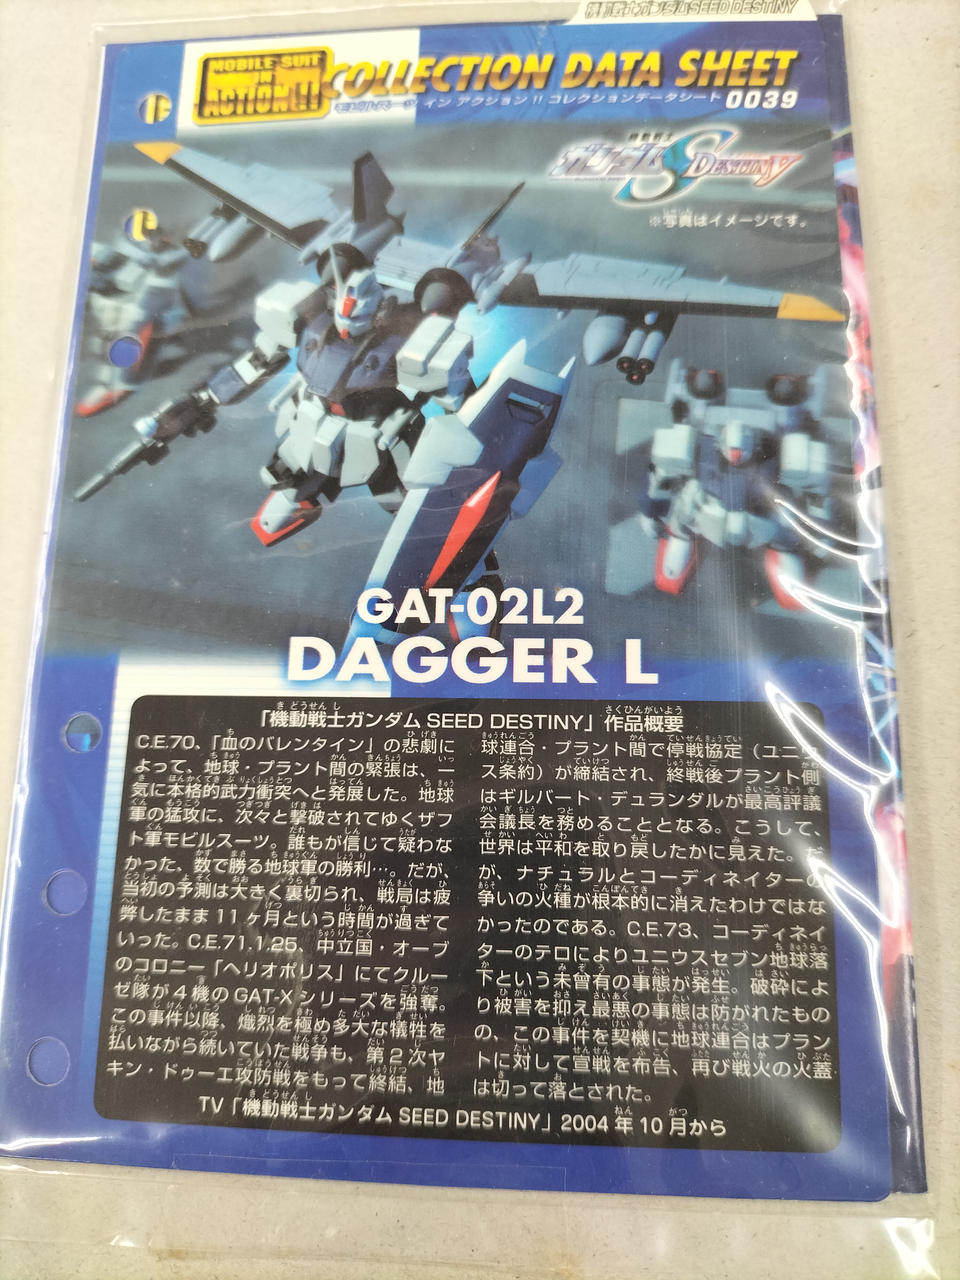 機動戦士ガンダムSEED DESTINY
MOBILE SUIT
IN
ACTION!!
COLLECTION DATA SHEET
モビルスーツ イン アクション!! コレクションデータシート 0039
機動戦士
ガンダムSEED DESTINY
※写真はイメージです。
GAT-02L2
DAGGER L
「機動戦士ガンダム SEED DESTINY」作品概要
C.E.70、「血のバレンタイン」の悲劇に
よって、地球・プラント間の緊張は、一
気に本格的武力衝突へと発展した。地球
軍の猛攻に、次々と撃破されてゆくザフ
ト軍モビルスーツ。誰もが信じて疑わな
かった、数で勝る地球軍の勝利…。だが、
当初の予測は大きく裏切られ、戦局は疲
弊したまま11ヶ月という時間が過ぎて
いった。C.E.71.1.25、中立国・オーブ
のコロニー「ヘリオポリス」にてクルー
ゼ隊が4機のGAT-Xシリーズを強奪。
この事件以降、熾烈を極め多大な犠牲を
払いながら続いていた戦争も、第2次ヤ
キン・ドゥーエ攻防戦をもって終結、地
球連合・プラント間で停戦協定（ユニウ
ス条約）が締結され、終戦後プラント側
はギルバート・デュランダルが最高評議
会議長を務めることとなる。こうして、
世界は平和を取り戻したかに見えた。だ
が、ナチュラルとコーディネイターの
争いの火種が根本的に消えたわけではな
かったのである。C.E.73、コーディネイ
ターのテロによりユニウスセブン地球落
下という未曾有の事態が発生。破砕によ
り被害を抑え最悪の事態は防がれたもの
の、この事件を契機に地球連合はプラン
トに対して宣戦を布告、再び戦火の火蓋
は切って落とされた。
TV「機動戦士ガンダム SEED DESTINY」2004年10月から